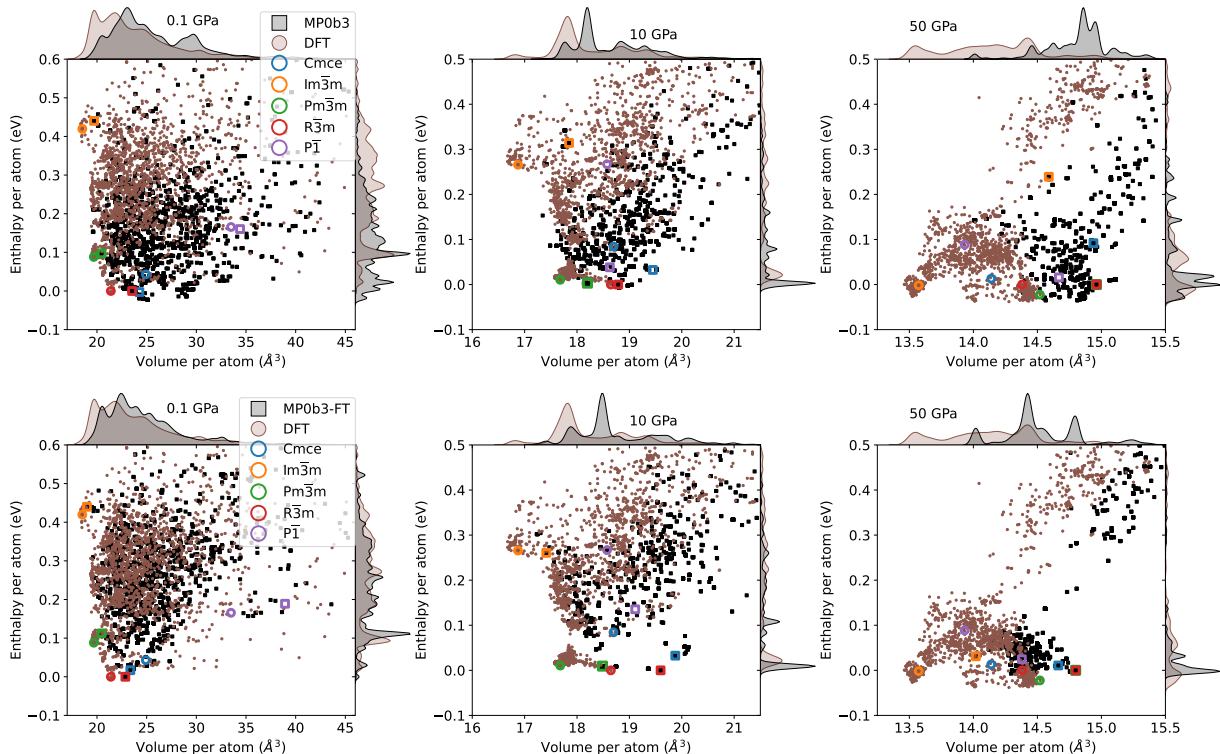 0.1 GPa
MP0b3
DFT
Cmce
Im3̅m
Pm3̅m
R3̅m
P1̅
Enthalpy per atom (eV)
0.6
0.5
0.4
0.3
0.2
0.1
0.0
−0.1
20 25 30 35 40 45
Volume per atom (Å³)
10 GPa
Enthalpy per atom (eV)
0.5
0.4
0.3
0.2
0.1
0.0
−0.1
16 17 18 19 20 21
Volume per atom (Å³)
50 GPa
Enthalpy per atom (eV)
0.5
0.4
0.3
0.2
0.1
0.0
−0.1
13.5 14.0 14.5 15.0 15.5
Volume per atom (Å³)
0.1 GPa
MP0b3-FT
DFT
Cmce
Im3̅m
Pm3̅m
R3̅m
P1̅
Enthalpy per atom (eV)
0.6
0.5
0.4
0.3
0.2
0.1
0.0
−0.1
20 25 30 35 40 45
Volume per atom (Å³)
10 GPa
Enthalpy per atom (eV)
0.5
0.4
0.3
0.2
0.1
0.0
−0.1
16 17 18 19 20 21
Volume per atom (Å³)
50 GPa
Enthalpy per atom (eV)
0.5
0.4
0.3
0.2
0.1
0.0
−0.1
13.5 14.0 14.5 15.0 15.5
Volume per atom (Å³)